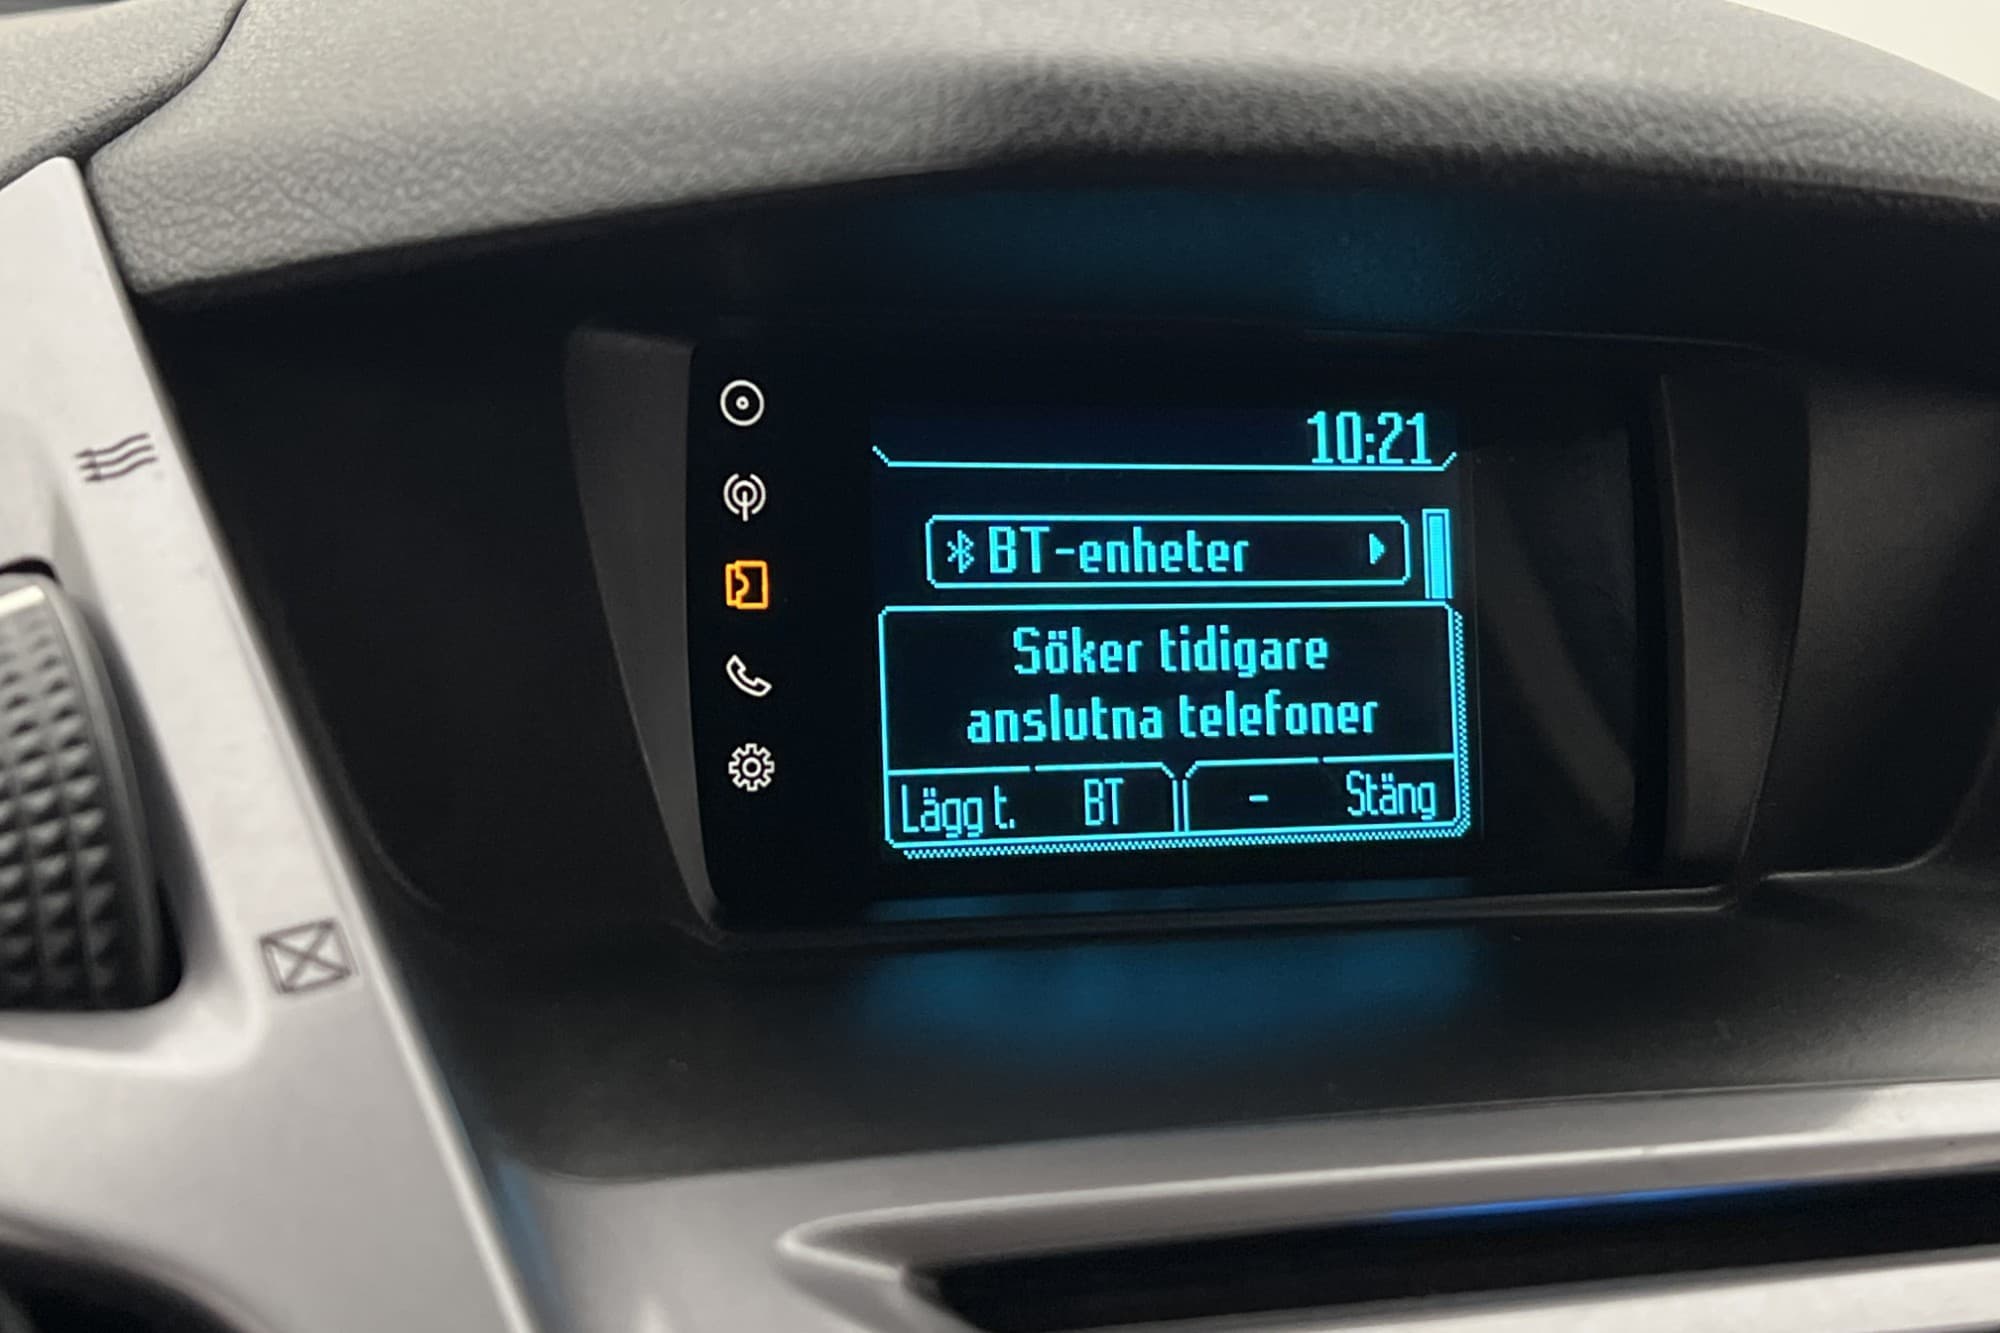 10:21
BT-enheter
Söker tidigare
anslutna telefoner
Lägg t. BT - Stäng